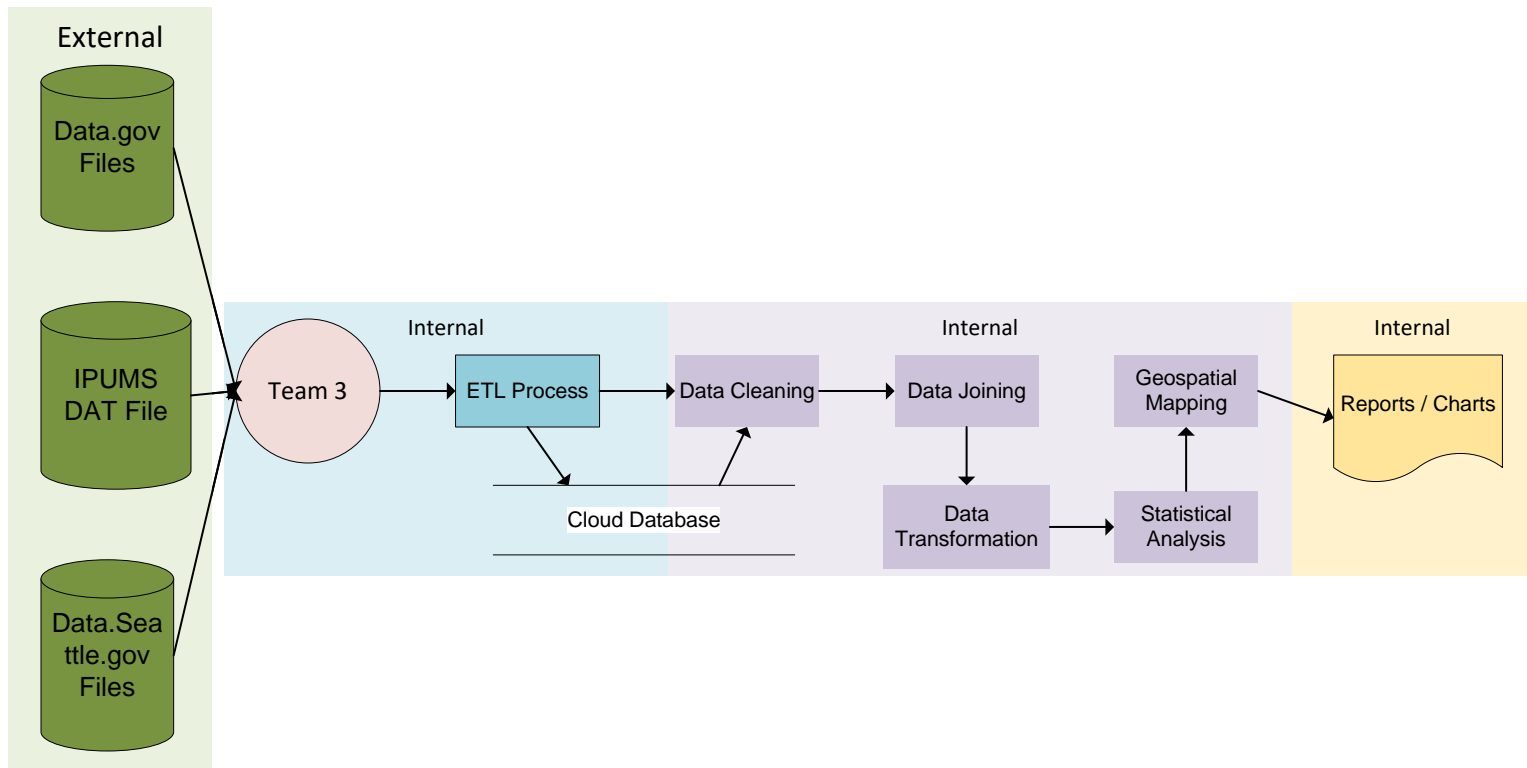 External
Data.gov
Files
IPUMS
DAT File
Data.Sea
ttle.gov
Files
Internal
Team 3
ETL Process
Cloud Database
Internal
Data Cleaning
Data Joining
Data
Transformation
Statistical
Analysis
Geospatial
Mapping
Internal
Reports / Charts